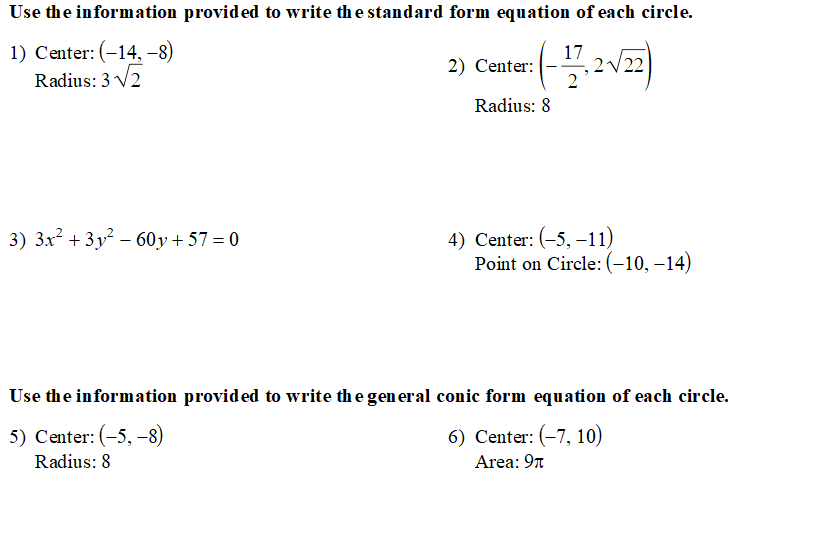 Use the information provided to write the standard form equation of each circle.
1) Center: (−14, −8)
Radius: 3√2
2) Center: (−17/2, 2√22)
Radius: 8
3) 3x² + 3y² − 60y + 57 = 0
4) Center: (−5, −11)
Point on Circle: (−10, −14)
Use the information provided to write the general conic form equation of each circle.
5) Center: (−5, −8)
Radius: 8
6) Center: (−7, 10)
Area: 9π